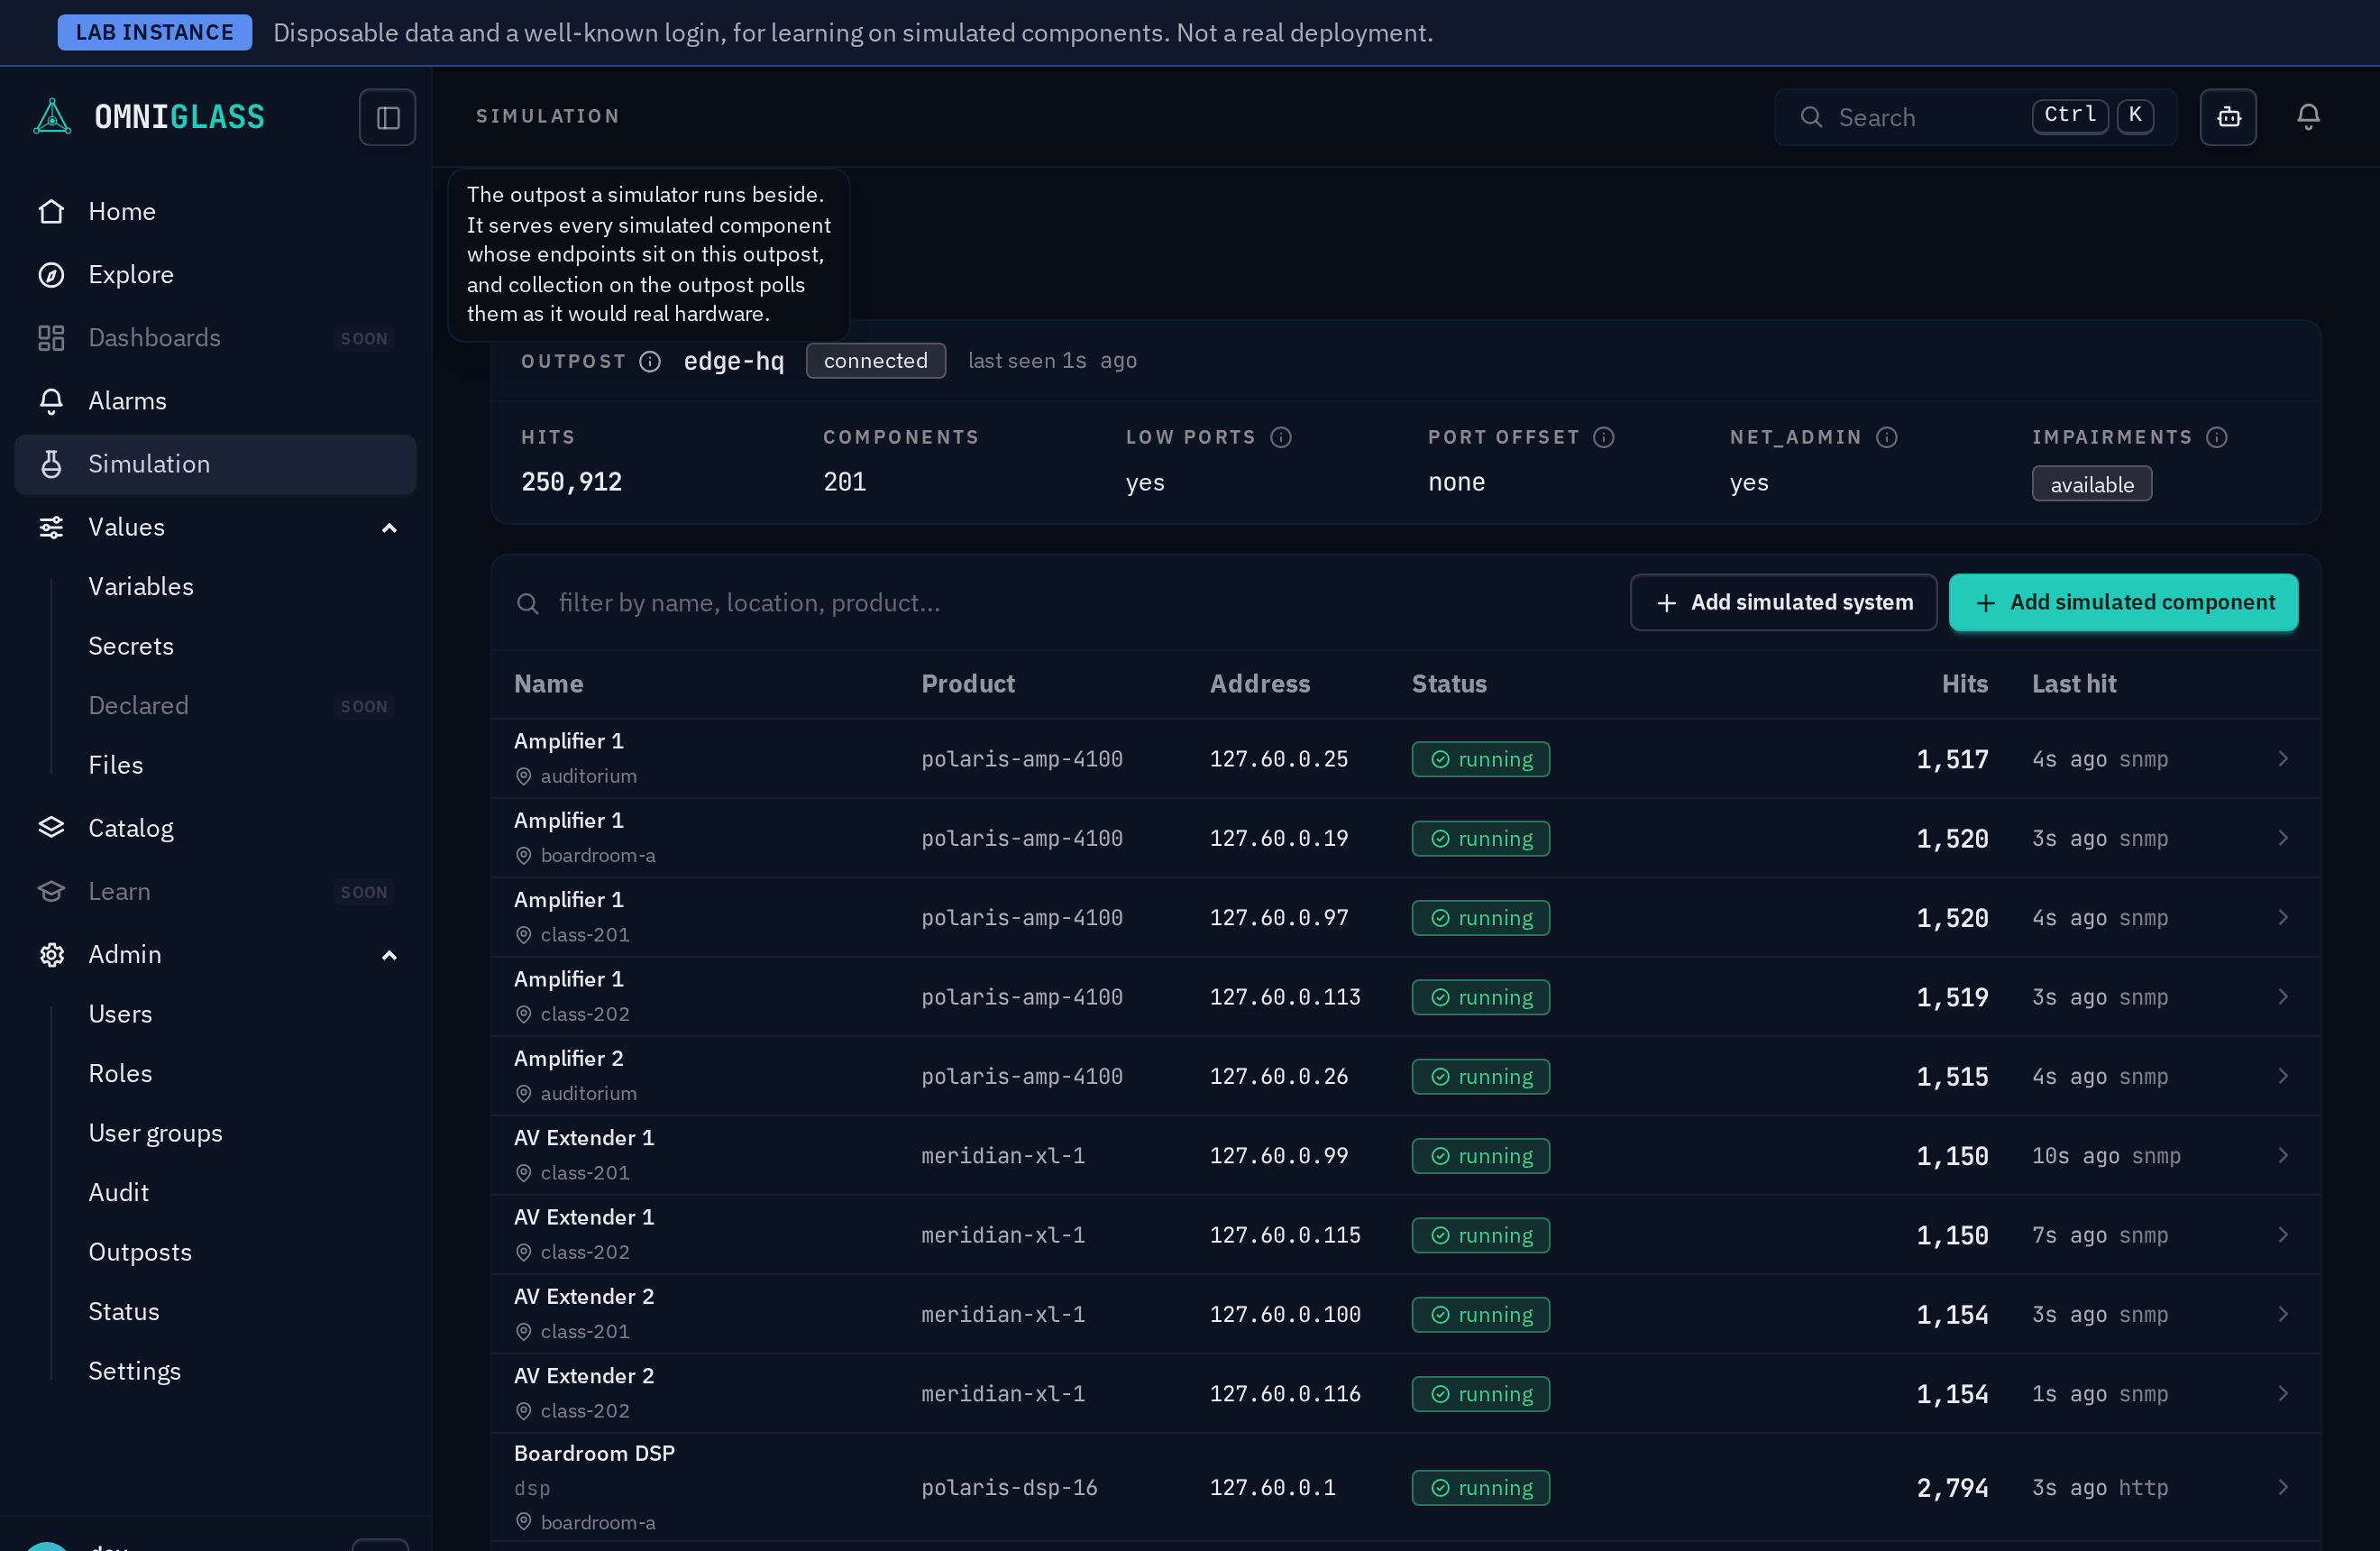 LAB INSTANCE Disposable data and a well-known login, for learning on simulated components. Not a real deployment.
OMNIGLASS
SIMULATION
Search Ctrl K
Home
Explore
Dashboards SOON
Alarms
Simulation
Values
Variables
Secrets
Declared SOON
Files
Catalog
Learn SOON
Admin
Users
Roles
User groups
Audit
Outposts
Status
Settings
The outpost a simulator runs beside.
It serves every simulated component
whose endpoints sit on this outpost,
and collection on the outpost polls
them as it would real hardware.
OUTPOST edge-hq connected last seen 1s ago
HITS COMPONENTS LOW PORTS PORT OFFSET NET_ADMIN IMPAIRMENTS
250,912 201 yes none yes available
filter by name, location, product...
Add simulated system
Add simulated component
Name Product Address Status Hits Last hit
Amplifier 1
auditorium
polaris-amp-4100 127.60.0.25 running 1,517 4s ago snmp
Amplifier 1
boardroom-a
polaris-amp-4100 127.60.0.19 running 1,520 3s ago snmp
Amplifier 1
class-201
polaris-amp-4100 127.60.0.97 running 1,520 4s ago snmp
Amplifier 1
class-202
polaris-amp-4100 127.60.0.113 running 1,519 3s ago snmp
Amplifier 2
auditorium
polaris-amp-4100 127.60.0.26 running 1,515 4s ago snmp
AV Extender 1
class-201
meridian-xl-1 127.60.0.99 running 1,150 10s ago snmp
AV Extender 1
class-202
meridian-xl-1 127.60.0.115 running 1,150 7s ago snmp
AV Extender 2
class-201
meridian-xl-1 127.60.0.100 running 1,154 3s ago snmp
AV Extender 2
class-202
meridian-xl-1 127.60.0.116 running 1,154 1s ago snmp
Boardroom DSP
dsp
boardroom-a
polaris-dsp-16 127.60.0.1 running 2,794 3s ago http